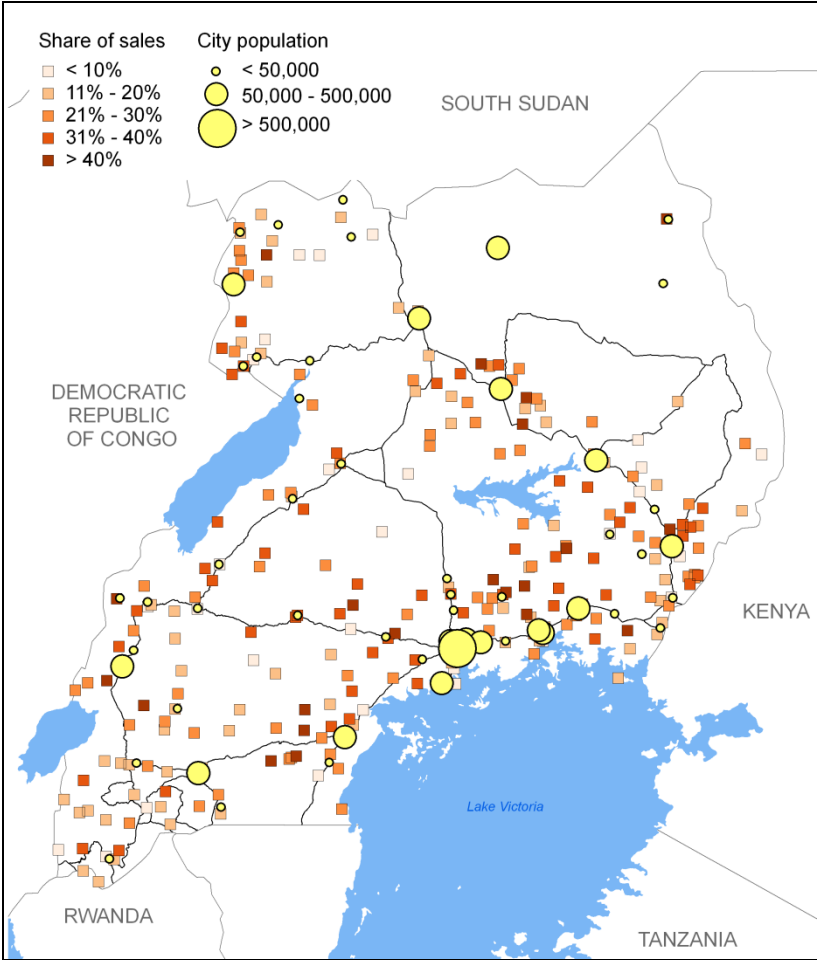 Share of sales
< 10%
11% - 20%
21% - 30%
31% - 40%
> 40%
City population
< 50,000
50,000 - 500,000
> 500,000
SOUTH SUDAN
DEMOCRATIC
REPUBLIC
OF CONGO
KENYA
Lake Victoria
RWANDA
TANZANIA